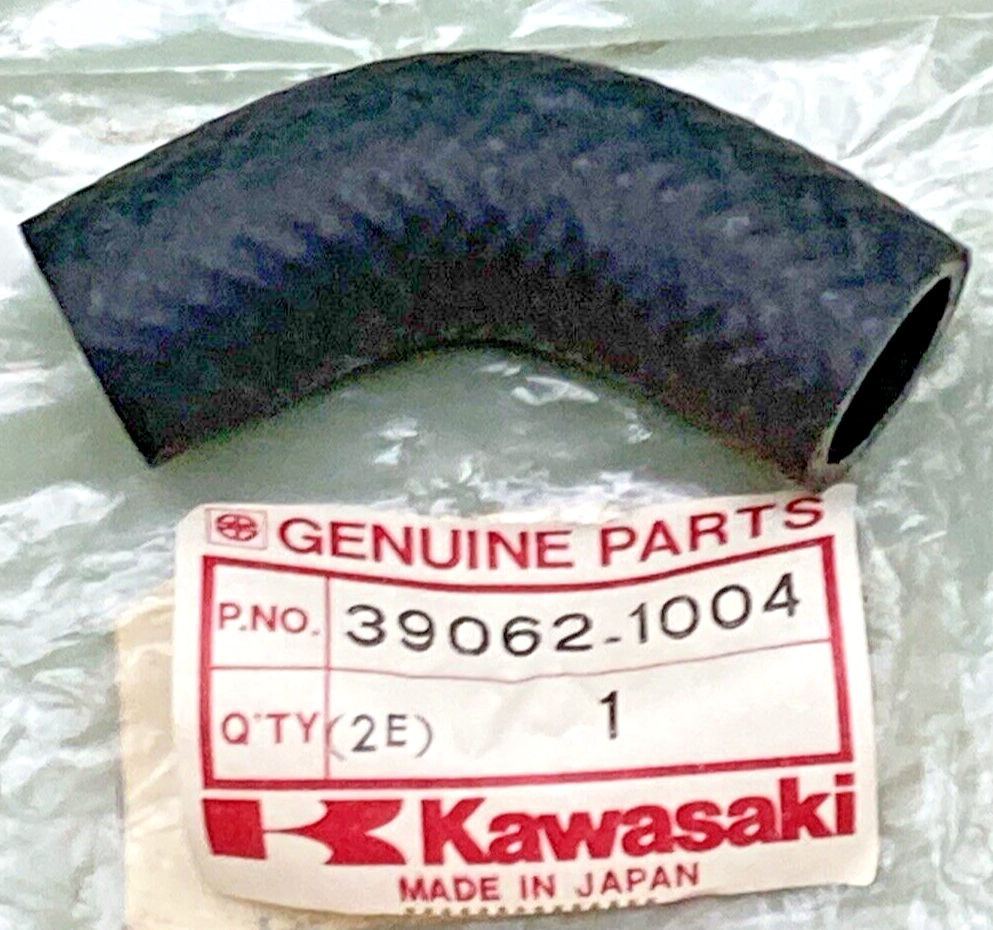 GENUINE PARTS
P.NO. 39062-1004
Q'TY (2E) 1
Kawasaki
MADE IN JAPAN